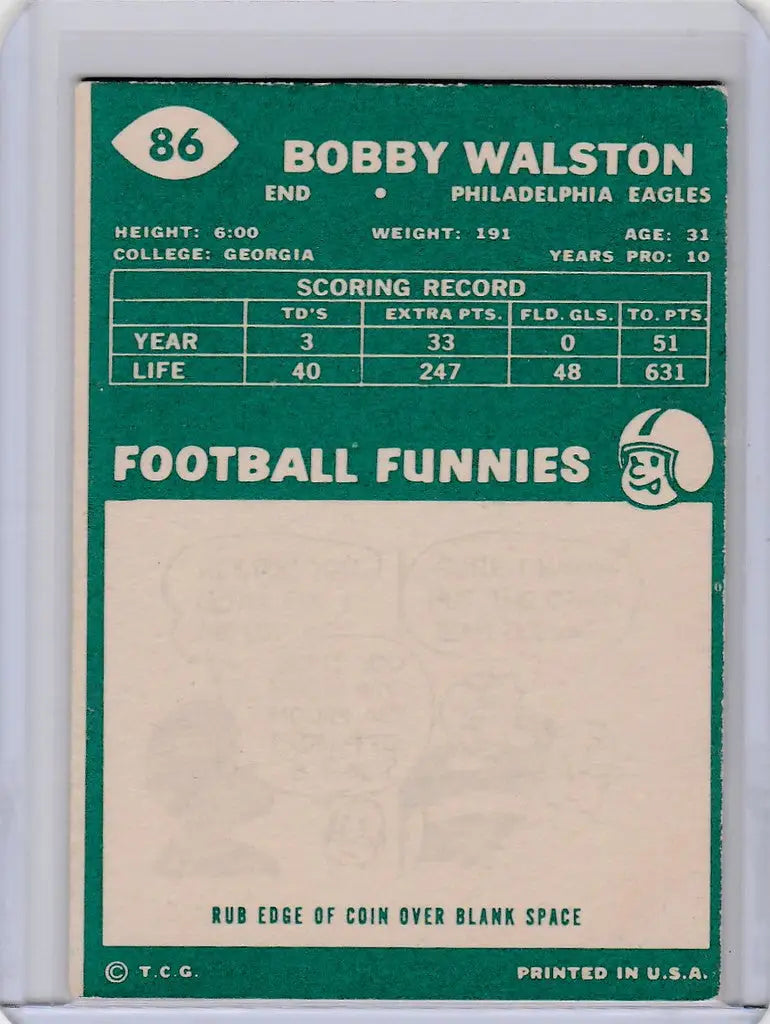 86
BOBBY WALSTON
END • PHILADELPHIA EAGLES
HEIGHT: 6:00 WEIGHT: 191 AGE: 31
COLLEGE: GEORGIA YEARS PRO: 10
SCORING RECORD
TD'S EXTRA PTS. FLD. GLS. TO. PTS.
YEAR 3 33 0 51
LIFE 40 247 48 631
FOOTBALL FUNNIES
RUB EDGE OF COIN OVER BLANK SPACE
© T.C.G. PRINTED IN U.S.A.